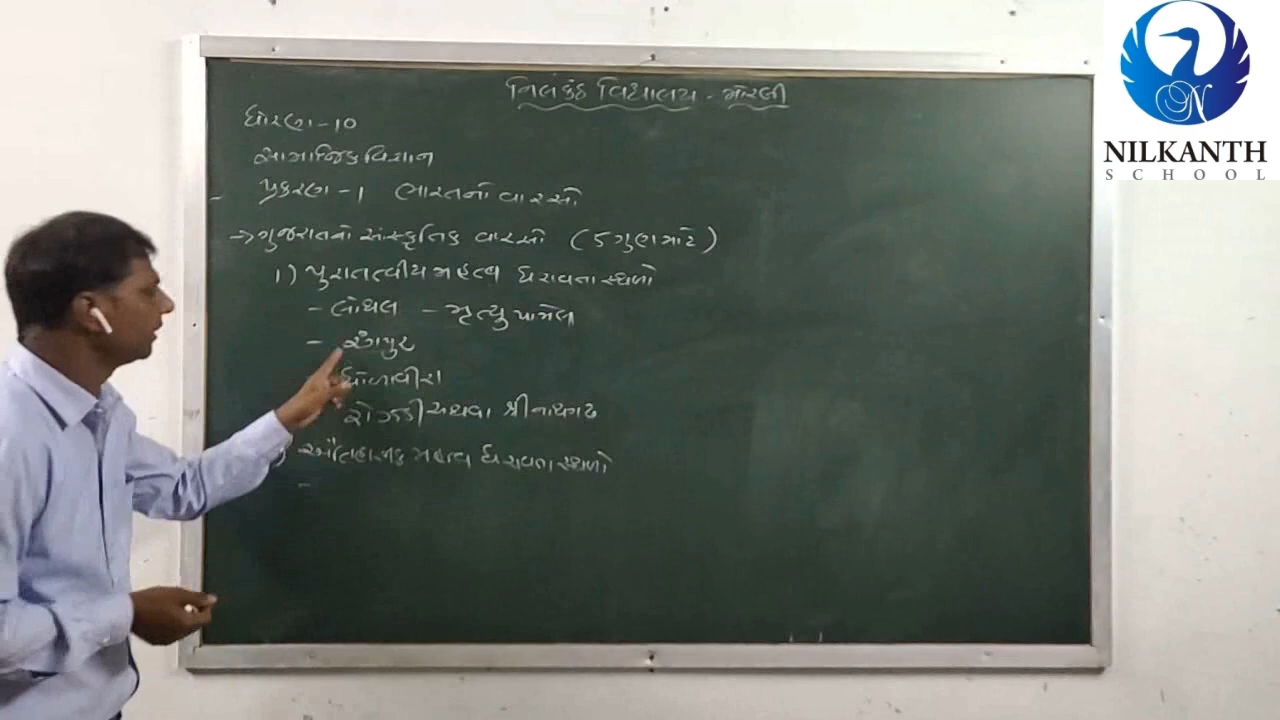 નિલકંઠ વિદ્યાલય - મોરબી
ધોરણ - 10
સામાજિક વિજ્ઞાન
પ્રકરણ - 1 ભારતનો વારસો
→ ગુજરાતનો સાંસ્કૃતિક વારસો (5 ગુણ માટે)
1) પુરાતત્વીય મહત્વ ધરાવતા સ્થળો
- લોથલ - મૃત્યુ પામેલ
- રંગપુર
ધોળાવીરા
રોઝડી અથવા શ્રીનાથગઢ
ઐતિહાસિક મહત્વ ધરાવતા સ્થળો
-
N
NILKANTH
SCHOOL